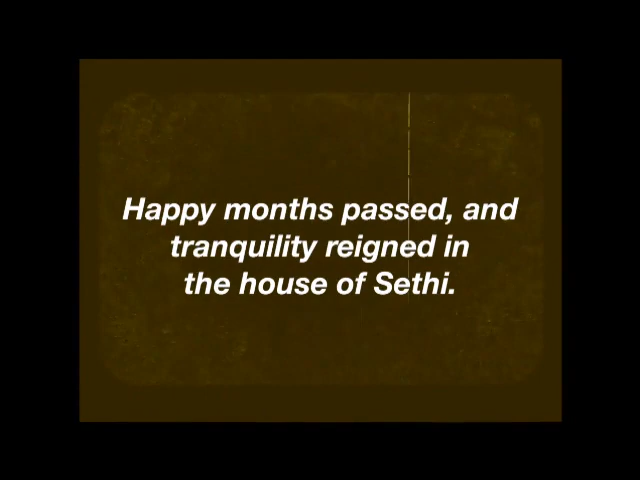 Happy months passed, and
tranquility reigned in
the house of Sethi.